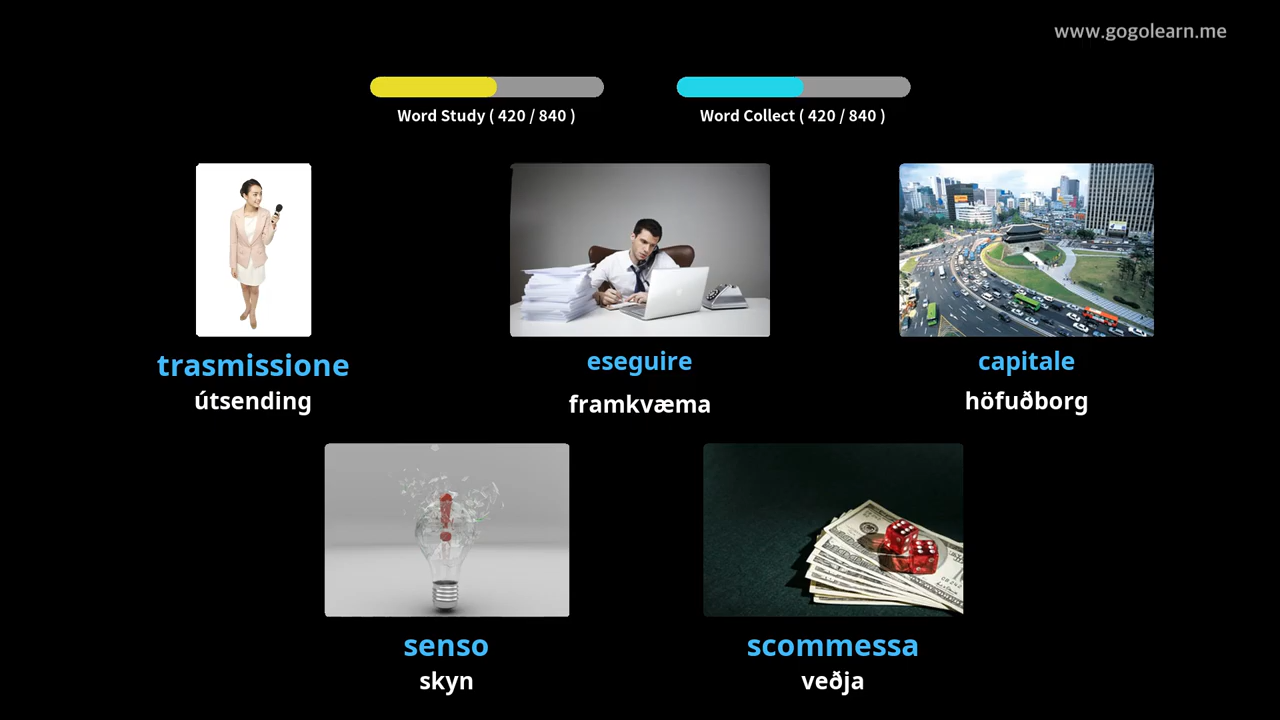 www.gogolearn.me
Word Study ( 420 / 840 )
Word Collect ( 420 / 840 )
trasmissione
útsending
eseguire
framkvæma
capitale
höfuðborg
senso
skyn
scommessa
veðja